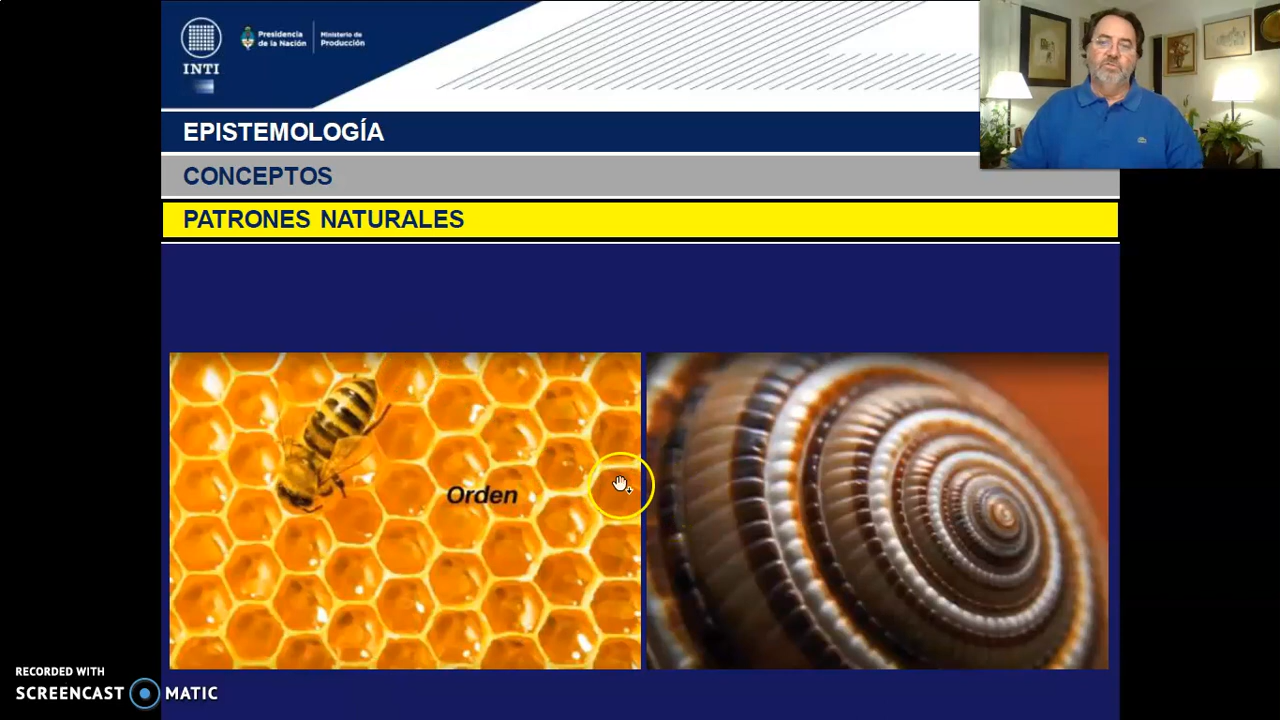 INTI
Presidencia
de la Nación
Ministerio de
Producción
EPISTEMOLOGÍA
CONCEPTOS
PATRONES NATURALES
Orden
RECORDED WITH
SCREENCAST MATIC